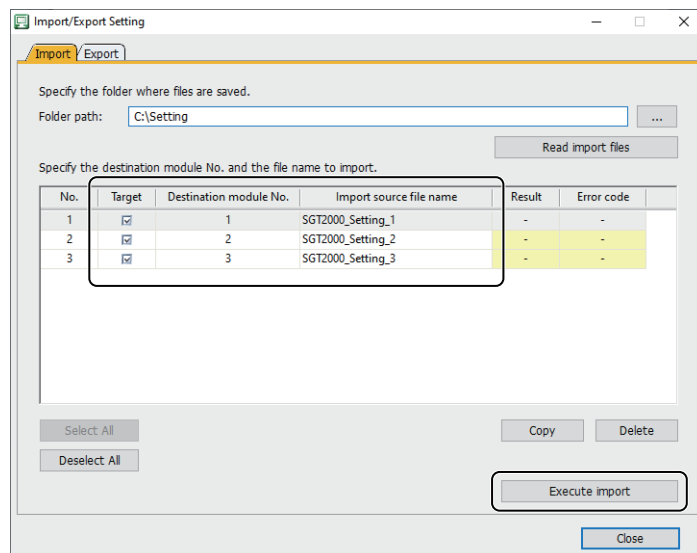 Import/Export Setting
Import Export
Specify the folder where files are saved.
Folder path: C:\Setting ...
Read import files
Specify the destination module No. and the file name to import.
No. Target Destination module No. Import source file name Result Error code
1 1 SGT2000_Setting_1 - -
2 2 SGT2000_Setting_2 - -
3 3 SGT2000_Setting_3 - -
Select All Copy Delete
Deselect All
Execute import
Close